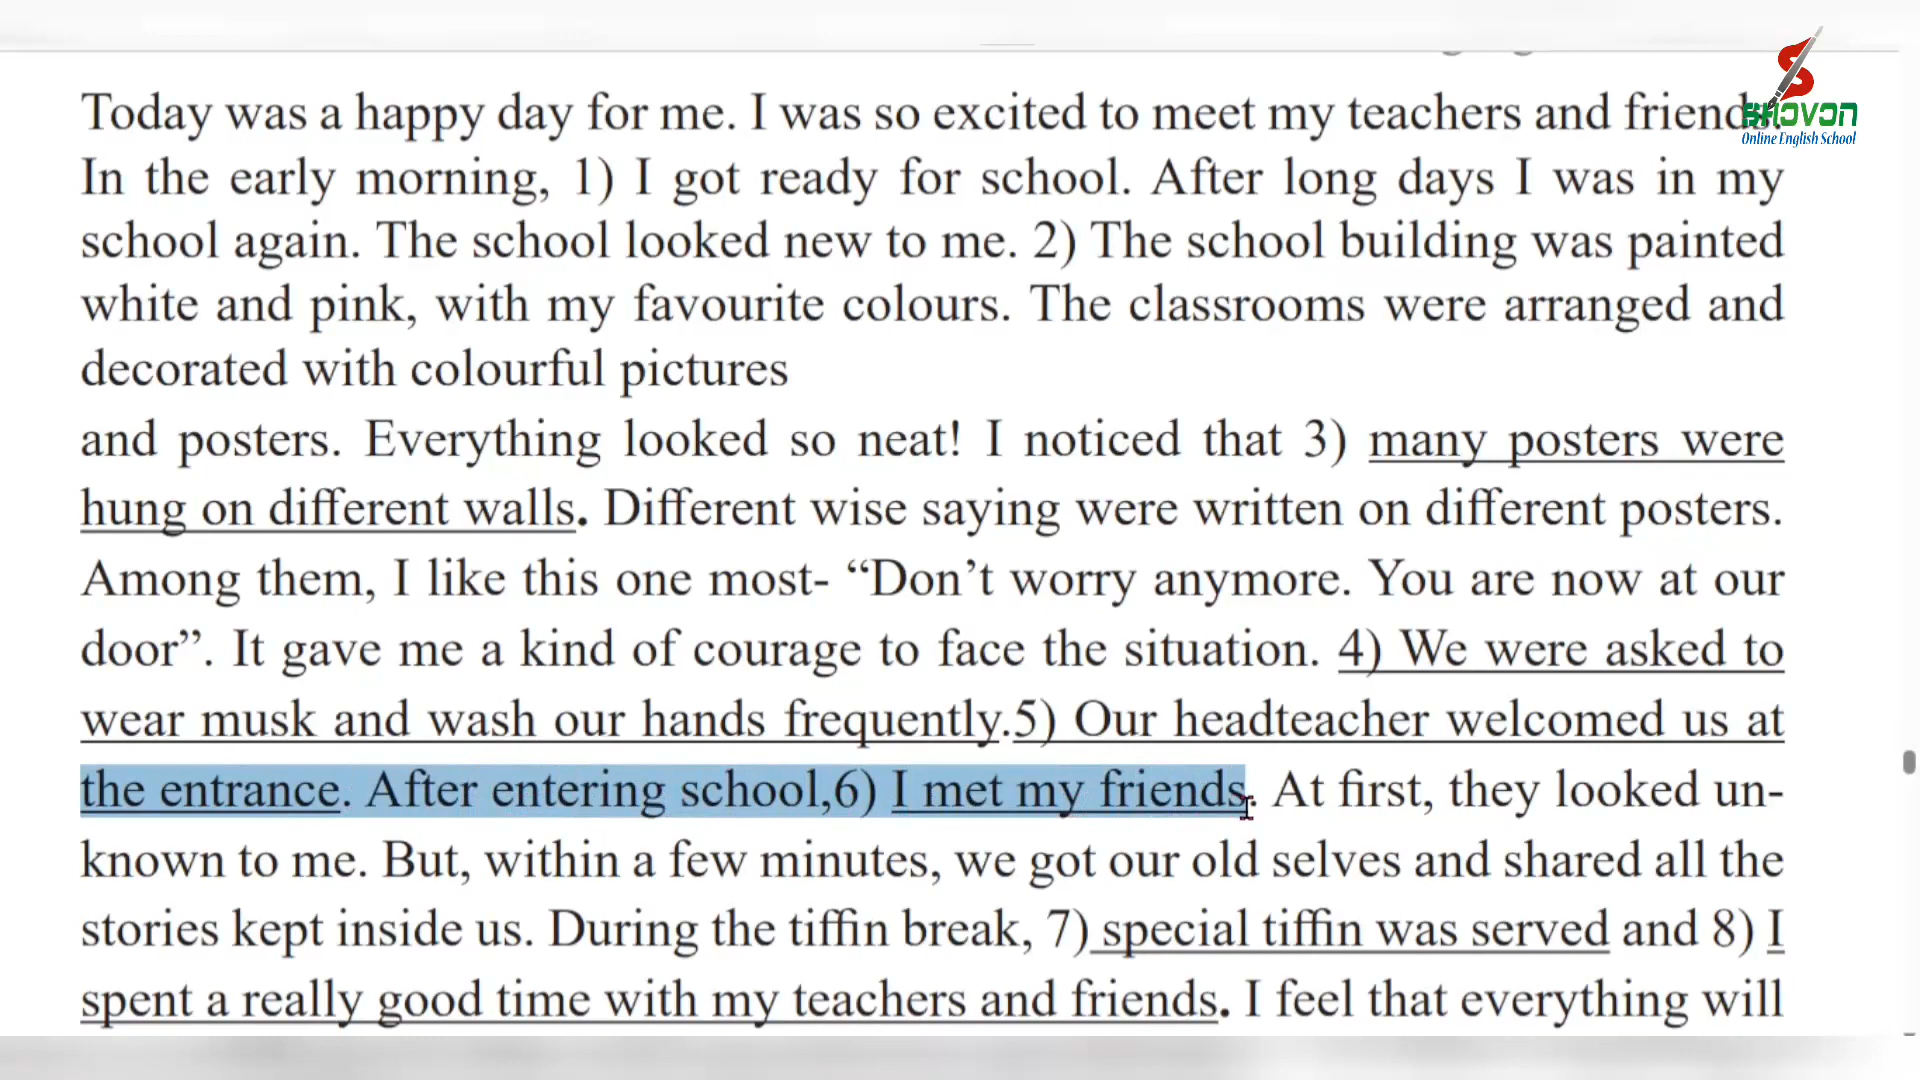 Today was a happy day for me. I was so excited to meet my teachers and friends.
SHOVON
Online English School
In the early morning, 1) I got ready for school. After long days I was in my
school again. The school looked new to me. 2) The school building was painted
white and pink, with my favourite colours. The classrooms were arranged and
decorated with colourful pictures
and posters. Everything looked so neat! I noticed that 3) many posters were
hung on different walls. Different wise saying were written on different posters.
Among them, I like this one most- “Don’t worry anymore. You are now at our
door”. It gave me a kind of courage to face the situation. 4) We were asked to
wear musk and wash our hands frequently.5) Our headteacher welcomed us at
the entrance. After entering school,6) I met my friends. At first, they looked un-
known to me. But, within a few minutes, we got our old selves and shared all the
stories kept inside us. During the tiffin break, 7) special tiffin was served and 8) I
spent a really good time with my teachers and friends. I feel that everything will